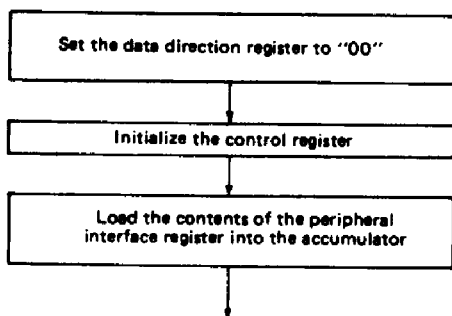 Set the data direction register to "00"
Initialize the control register
Load the contents of the peripheral
interface register into the accumulator